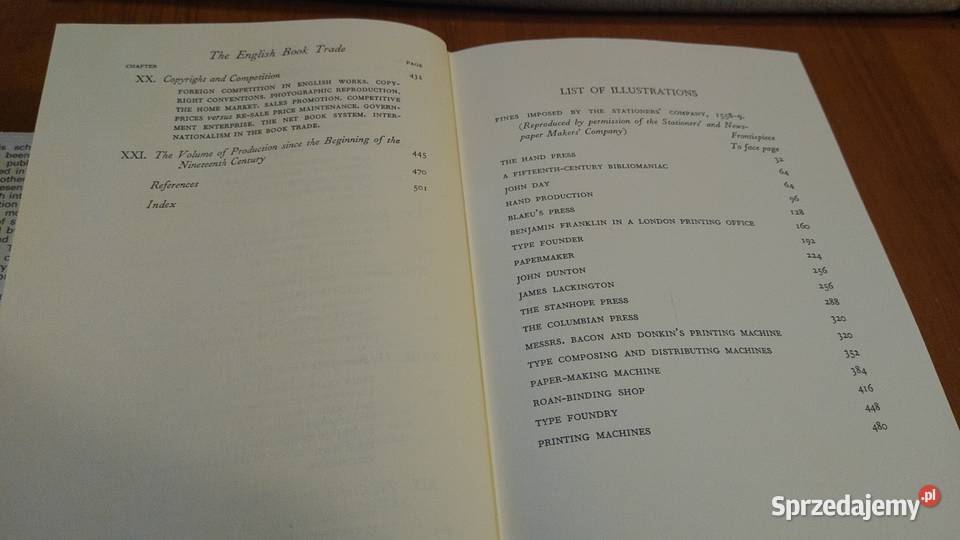 The English Book Trade
CHAPTER PAGE
XX. Copyright and Competition 432
FOREIGN COMPETITION IN ENGLISH WORKS. COPY-
RIGHT CONVENTIONS. PHOTOGRAPHIC REPRODUCTION,
THE HOME MARKET. SALES PROMOTION. COMPETITIVE
PRICES versus RE-SALE PRICE MAINTENANCE. GOVERN-
MENT ENTERPRISE. THE NET BOOK SYSTEM. INTER-
NATIONALISM IN THE BOOK TRADE.
XXI. The Volume of Production since the Beginning of the
Nineteenth Century 445
References 470
Index 501
LIST OF ILLUSTRATIONS
FINES IMPOSED BY THE STATIONERS' COMPANY, 1558-9.
(Reproduced by permission of the Stationers' and News-
paper Makers' Company) Frontispiece
To face page
THE HAND PRESS 32
A FIFTEENTH-CENTURY BIBLIOMANIAC 64
JOHN DAY 64
HAND PRODUCTION 96
BLAEU'S PRESS 128
BENJAMIN FRANKLIN IN A LONDON PRINTING OFFICE 160
TYPE FOUNDER 192
PAPERMAKER 224
JOHN DUNTON 256
JAMES LACKINGTON 256
THE STANHOPE PRESS 288
THE COLUMBIAN PRESS 320
MESSRS. BACON AND DONKIN'S PRINTING MACHINE 320
TYPE COMPOSING AND DISTRIBUTING MACHINES 352
PAPER-MAKING MACHINE 384
ROAN-BINDING SHOP 416
TYPE FOUNDRY 448
PRINTING MACHINES 480
Sprzedajemy.pl